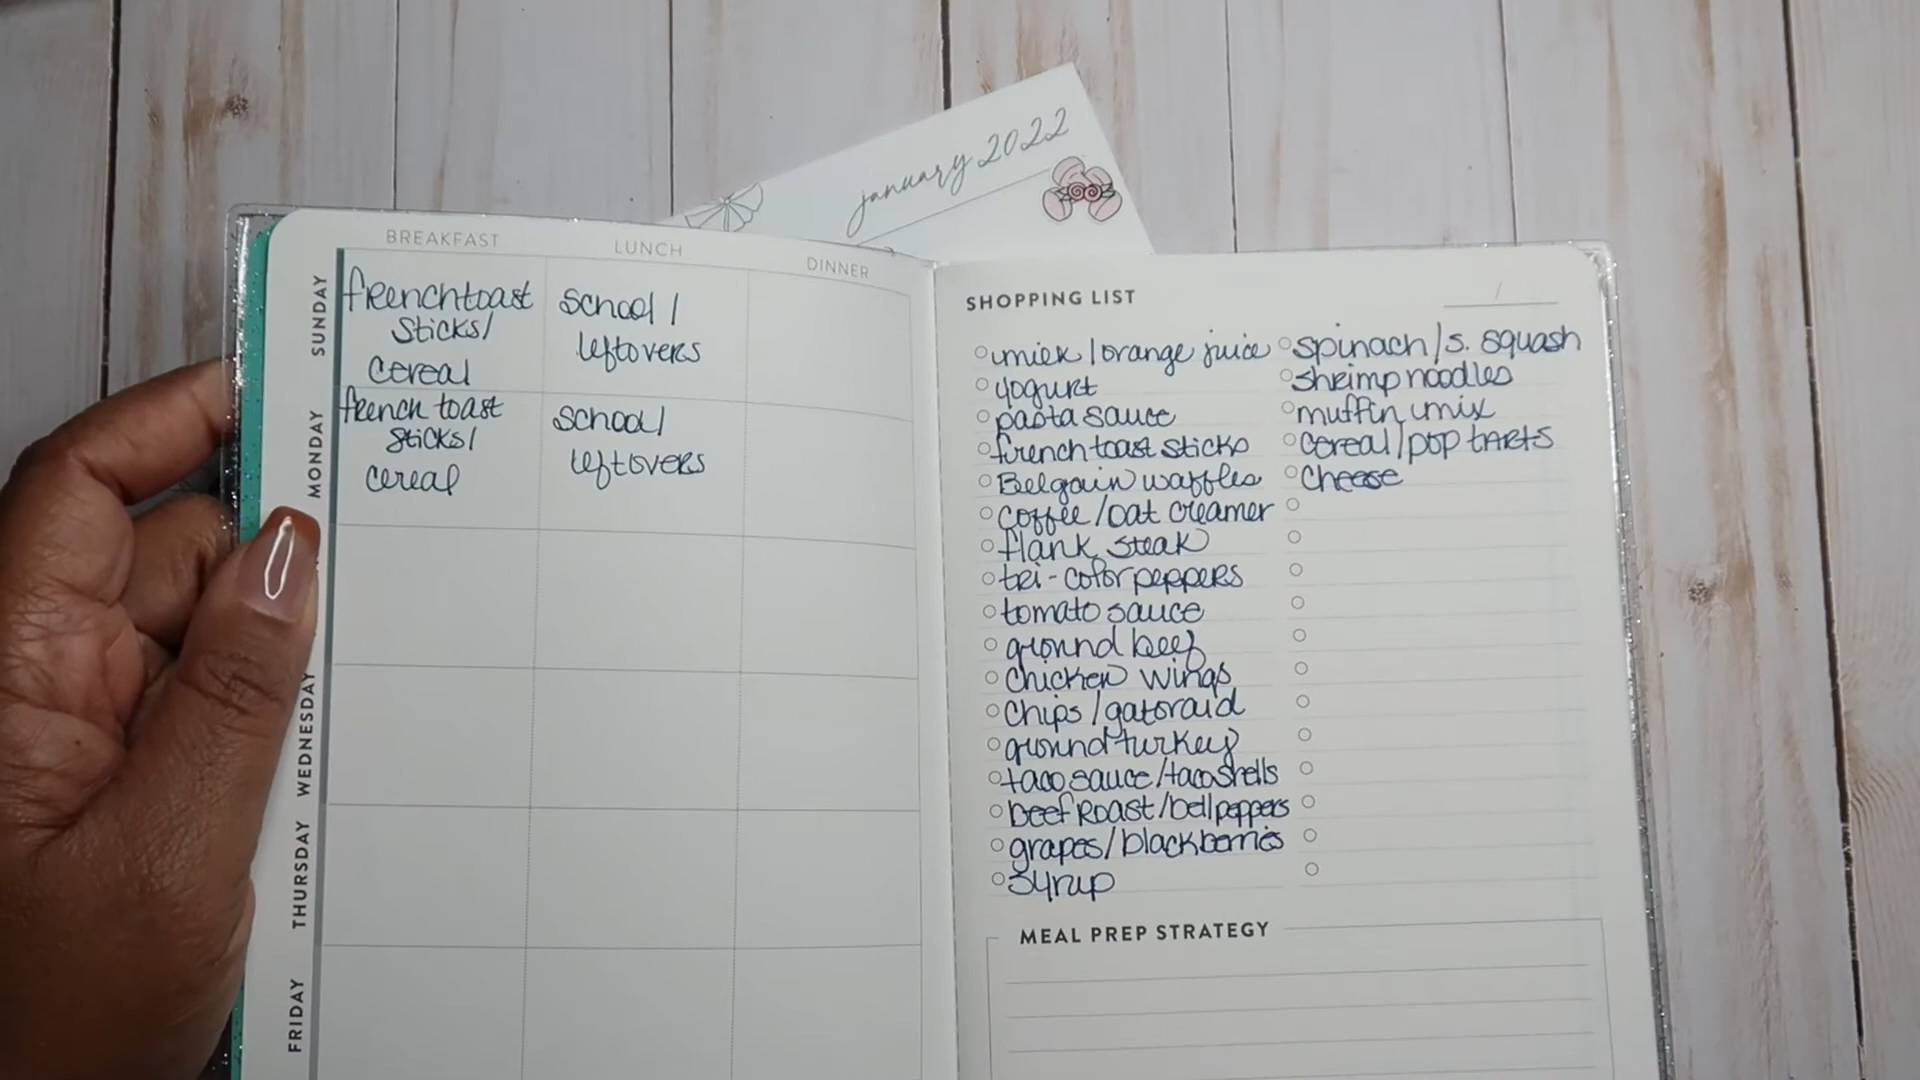 january 2022
BREAKFAST
LUNCH
DINNER
SUNDAY
frenchtoast
sticks/
cereal
school /
leftovers
MONDAY
french toast
sticks/
cereal
school/
leftovers
WEDNESDAY
THURSDAY
FRIDAY
SHOPPING LIST
/
milk / orange juice
yogurt
pasta sauce
french toast sticks
Belgain waffles
coffee / oat creamer
flank steak
tri-color peppers
tomato sauce
ground beef
chicken wings
chips / gatoraid
ground turkey
taco sauce / taco shells
beef Roast / bell peppers
grapes / blackberries
syrup
spinach / s. squash
shrimp noodles
muffin mix
cereal / pop tarts
cheese
MEAL PREP STRATEGY